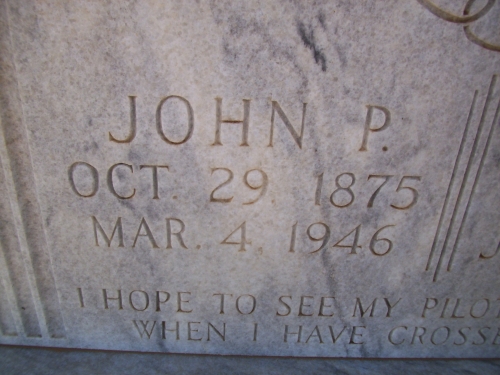 JOHN P.
OCT. 29. 1875
MAR. 4, 1946
I HOPE TO SEE MY
WHEN I HAVE